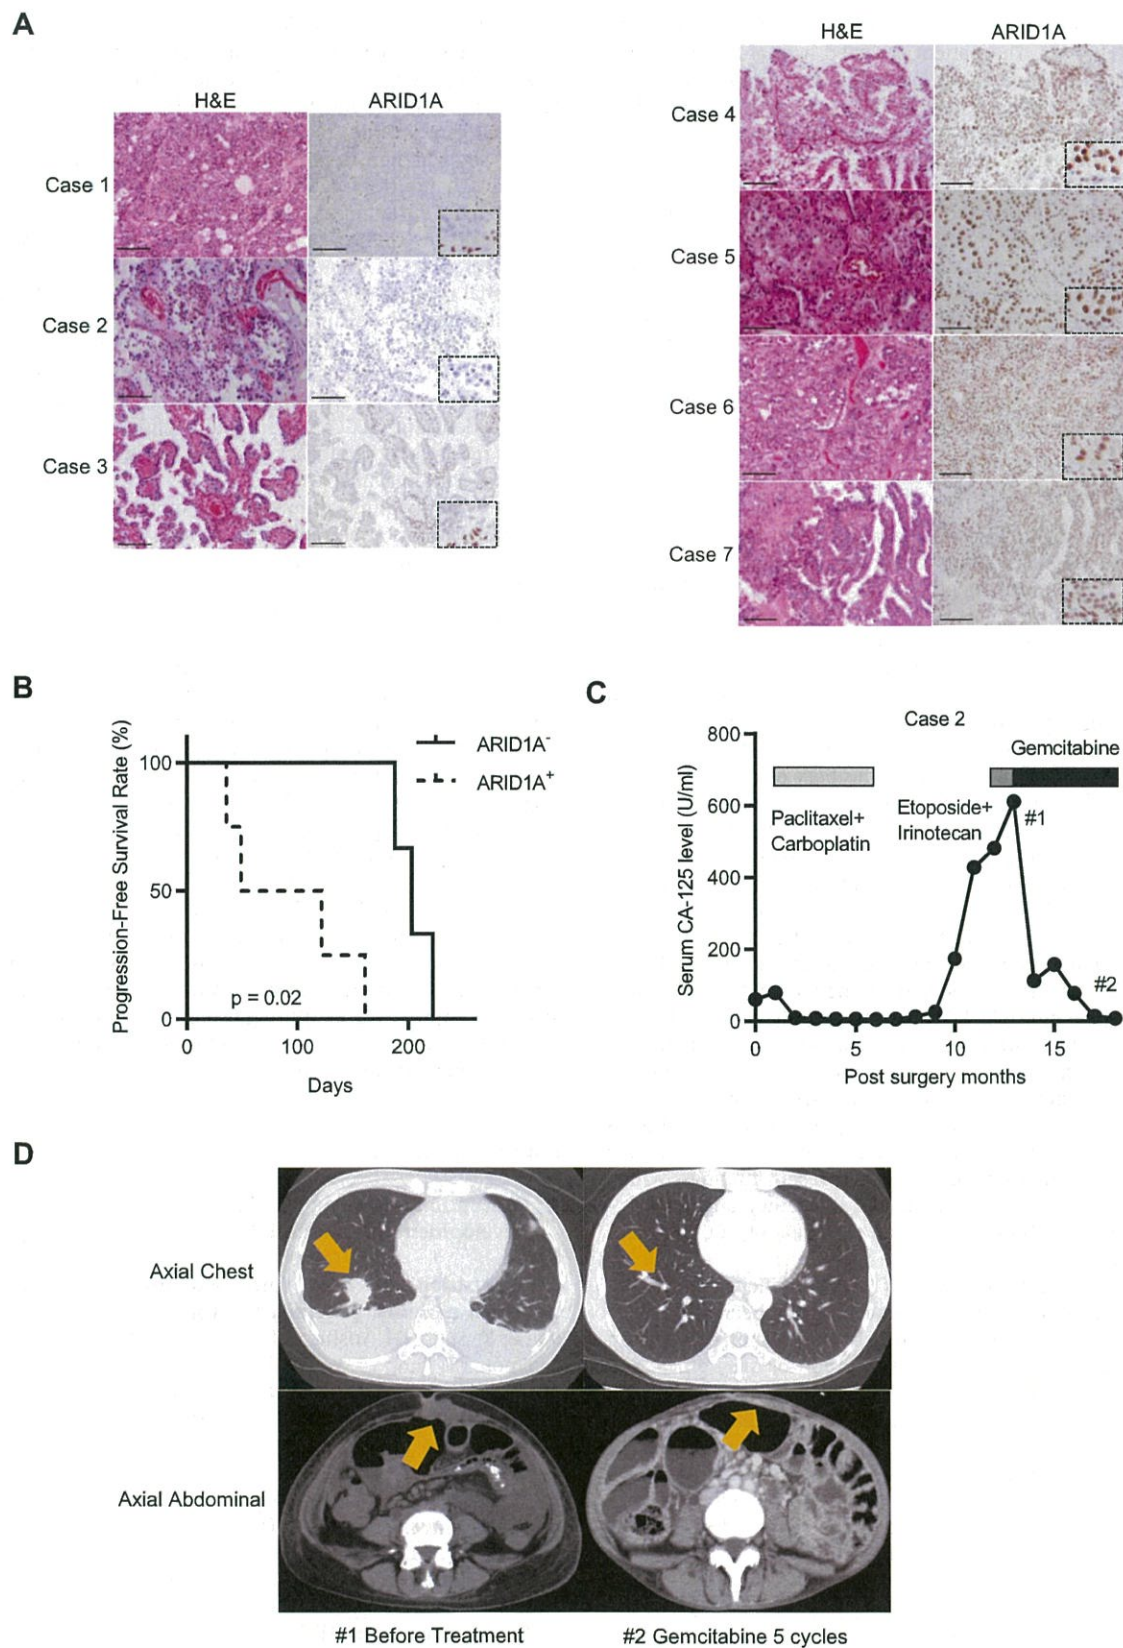 A
H&E ARID1A
Case 1
Case 2
Case 3
H&E ARID1A
Case 4
Case 5
Case 6
Case 7
B
Progression-Free Survival Rate (%)
100
50
0
0 100 200
Days
ARID1A⁻
ARID1A⁺
p = 0.02
C
Case 2
Serum CA-125 level (U/ml)
800
600
400
200
0
0 5 10 15
Post surgery months
Paclitaxel+
Carboplatin
Etoposide+
Irinotecan
Gemcitabine
#1
#2
D
Axial Chest
Axial Abdominal
#1 Before Treatment #2 Gemcitabine 5 cycles